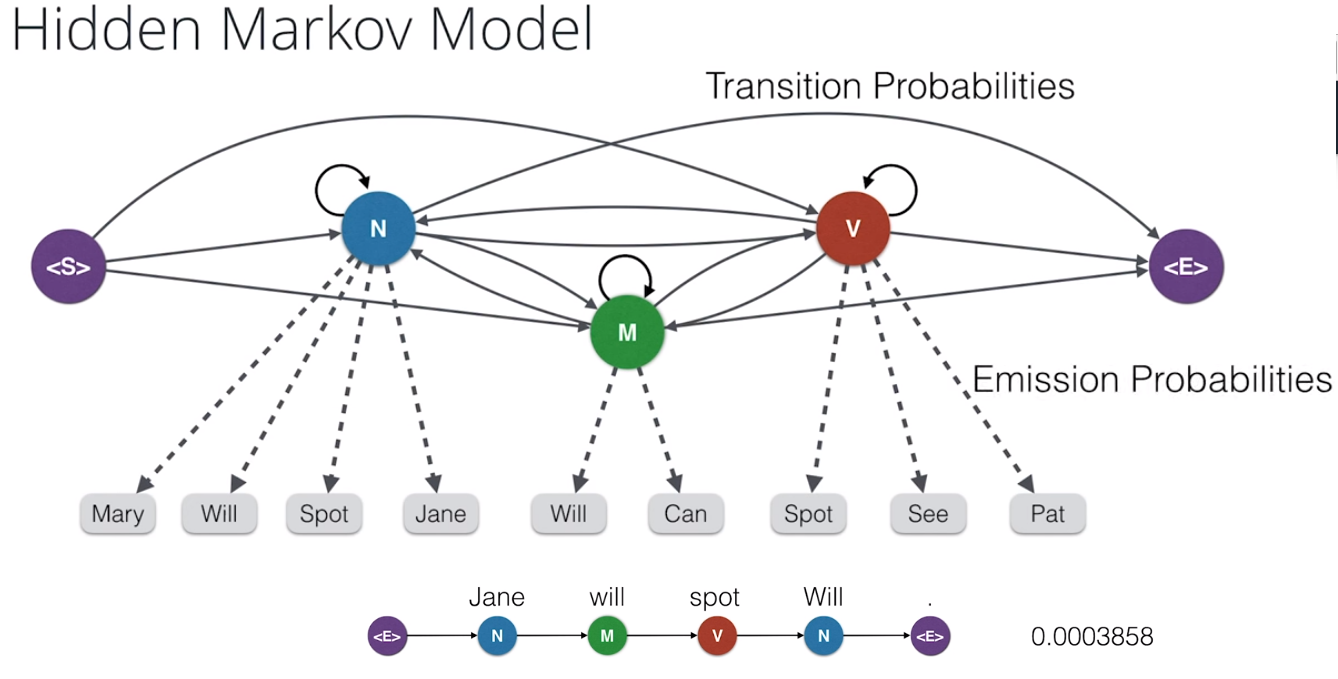 Hidden Markov Model
Transition Probabilities
N
V
<S>
<E>
M
Emission Probabilities
Mary Will Spot Jane Will Can Spot See Pat
Jane will spot Will .
<E> N M V N <E> 0.0003858